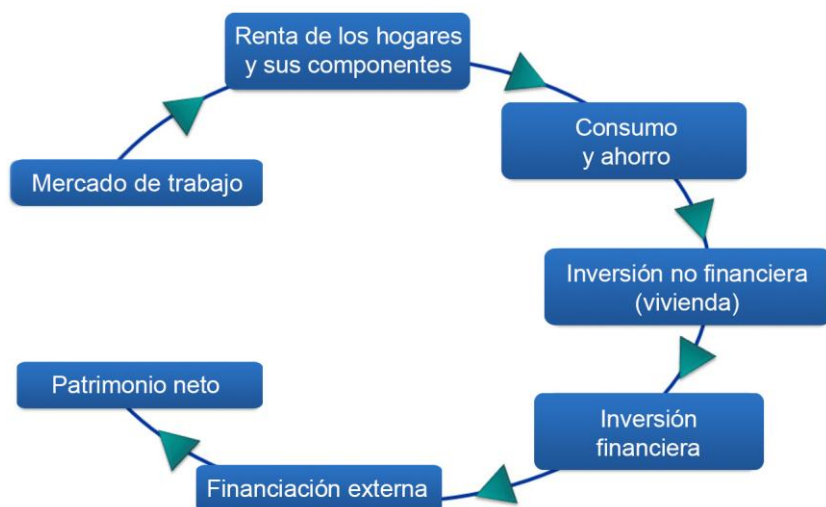 Renta de los hogares
y sus componentes
Consumo
y ahorro
Mercado de trabajo
Inversión no financiera
(vivienda)
Inversión
financiera
Financiación externa
Patrimonio neto